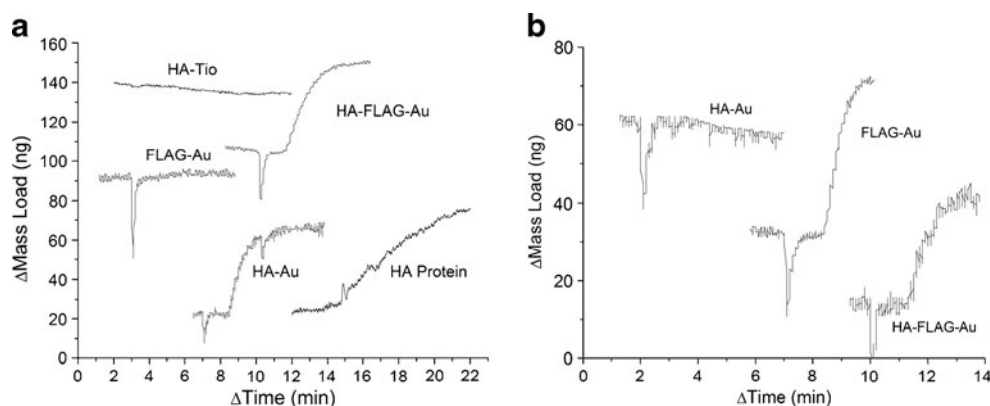 a
160
140
120
100
80
60
40
20
0
ΔMass Load (ng)
HA-Tio
HA-FLAG-Au
FLAG-Au
HA-Au
HA Protein
0 2 4 6 8 10 12 14 16 18 20 22
ΔTime (min)
b
80
60
40
20
0
ΔMass Load (ng)
HA-Au
FLAG-Au
HA-FLAG-Au
0 2 4 6 8 10 12 14
ΔTime (min)